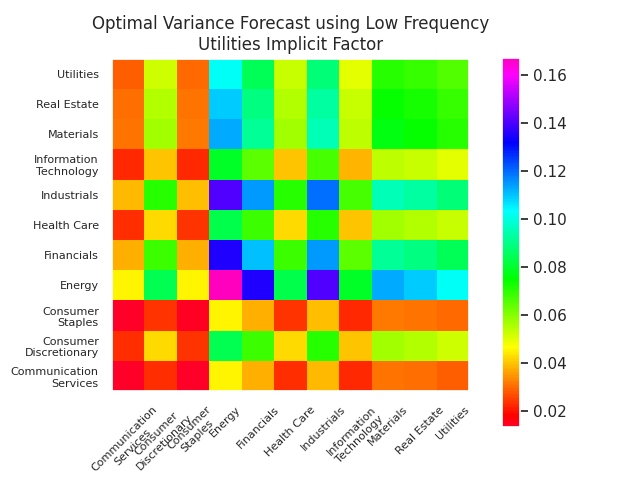 Optimal Variance Forecast using Low Frequency
Utilities Implicit Factor
Utilities
Real Estate
Materials
Information
Technology
Industrials
Health Care
Financials
Energy
Consumer
Staples
Consumer
Discretionary
Communication
Services
Communication
Services
Consumer
Discretionary
Consumer
Staples
Energy
Financials
Health Care
Industrials
Information
Technology
Materials
Real Estate
Utilities
0.16
0.14
0.12
0.10
0.08
0.06
0.04
0.02